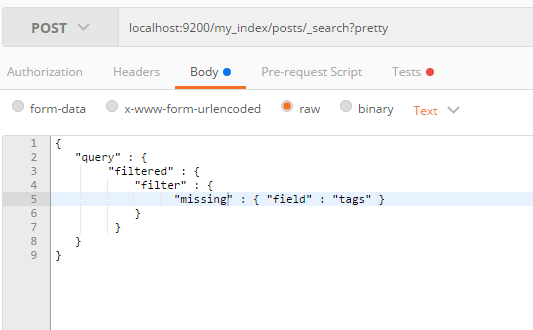 POST localhost:9200/my_index/posts/_search?pretty
Authorization Headers Body Pre-request Script Tests
form-data x-www-form-urlencoded raw binary Text
1 {
2 "query" : {
3 "filtered" : {
4 "filter" : {
5 "missing" : { "field" : "tags" }
6 }
7 }
8 }
9 }